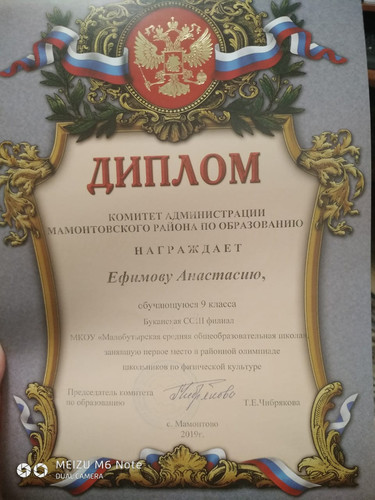 ДИПЛОМ
КОМИТЕТ АДМИНИСТРАЦИИ
МАМОНТОВСКОГО РАЙОНА ПО ОБРАЗОВАНИЮ
НАГРАЖДАЕТ
Ефимову Анастасию,
обучающуюся 9 класса
Буканская СОШ филиал
МКОУ «Малобутырская средняя общеобразовательная школа»
занявшую первое место в районной олимпиаде
школьников по физической культуре
Председатель комитета
по образованию
Т.Е.Чибрякова
с. Мамонтово
2019г.
MEIZU M6 Note
DUAL CAMERA